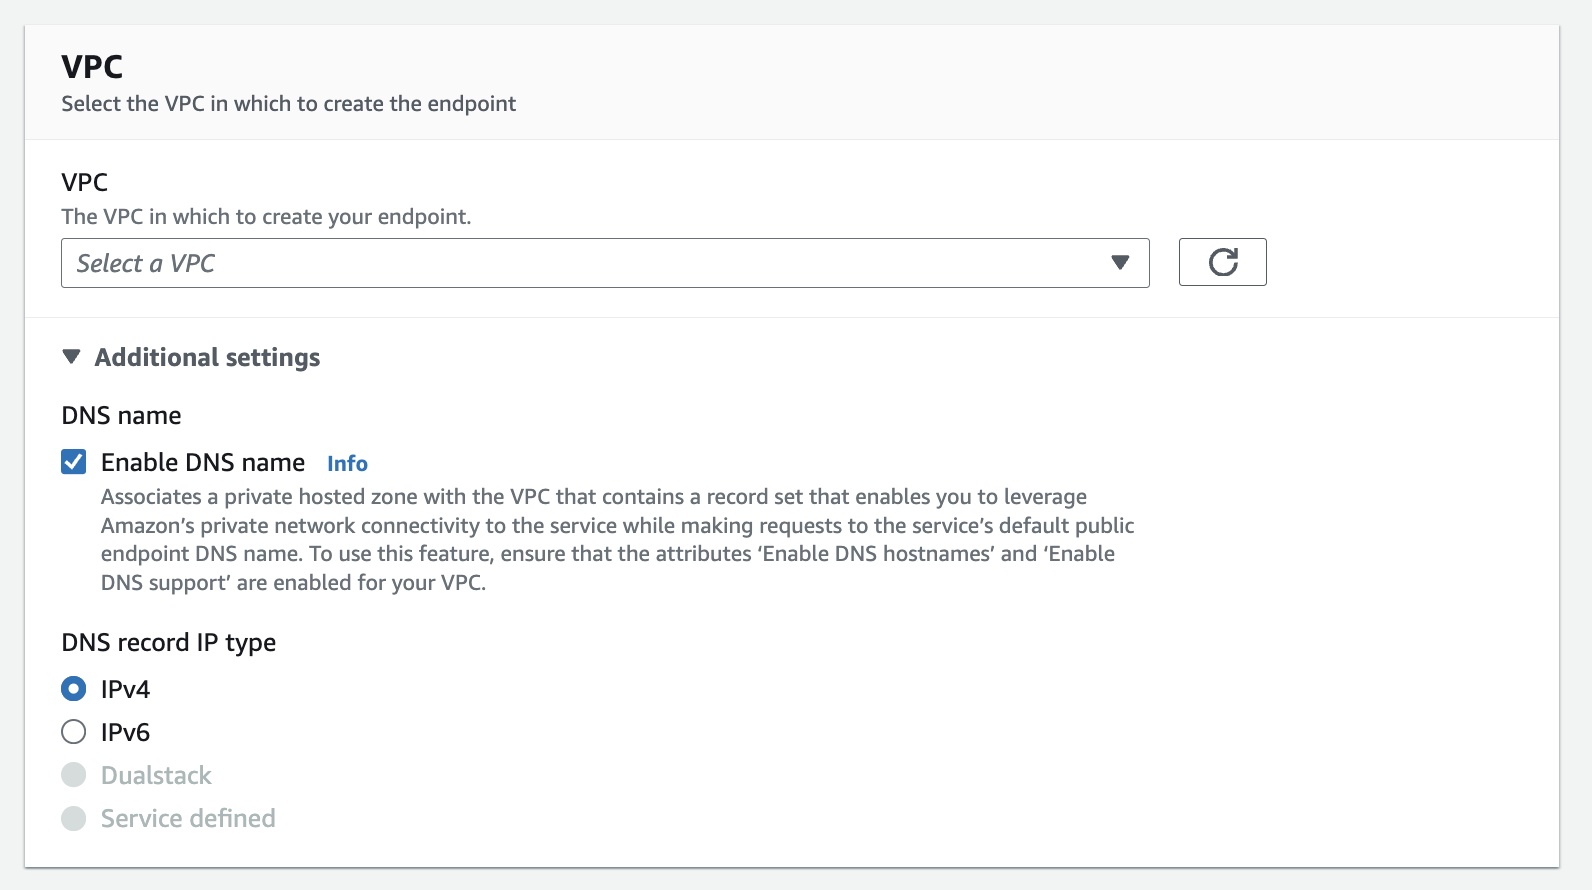 VPC
Select the VPC in which to create the endpoint
VPC
The VPC in which to create your endpoint.
Select a VPC
Additional settings
DNS name
Enable DNS name Info
Associates a private hosted zone with the VPC that contains a record set that enables you to leverage
Amazon’s private network connectivity to the service while making requests to the service’s default public
endpoint DNS name. To use this feature, ensure that the attributes ‘Enable DNS hostnames’ and ‘Enable
DNS support’ are enabled for your VPC.
DNS record IP type
IPv4
IPv6
Dualstack
Service defined